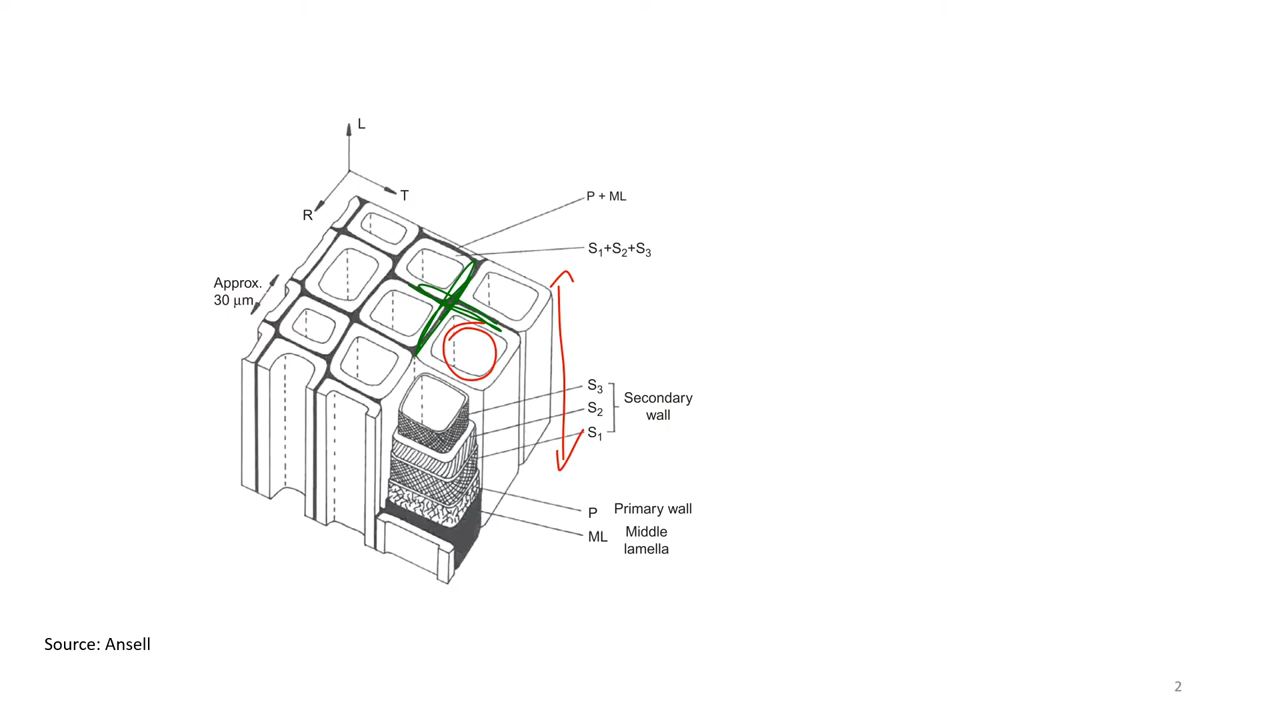 L
T
R
P + ML
S₁+S₂+S₃
Approx.
30 μm
S₃
S₂
S₁
Secondary
wall
P
Primary wall
ML
Middle
lamella
Source: Ansell
2